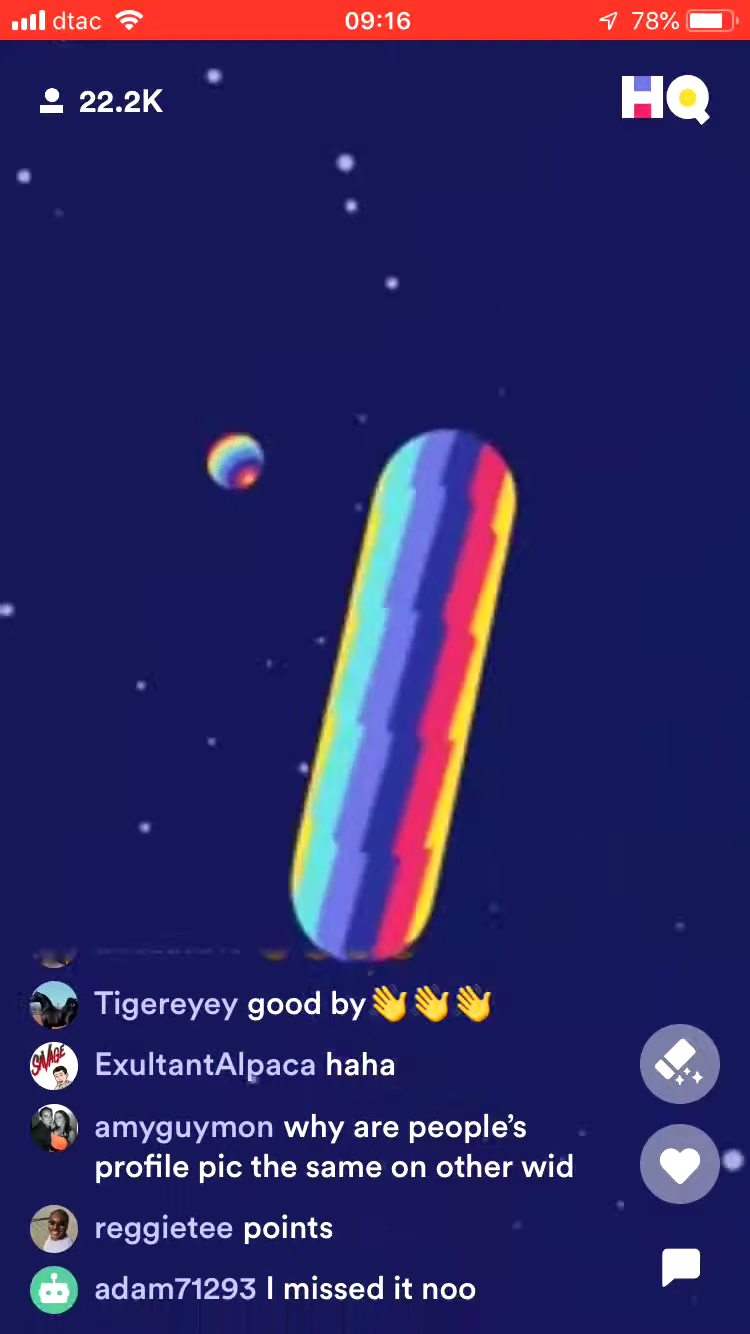 dtac 09:16 78%
22.2K HQ
Tigereyey good by👋👋👋
SAVAGE
ExultantAlpaca haha
amyguymon why are people’s
profile pic the same on other wid
reggietee points
adam71293 I missed it noo